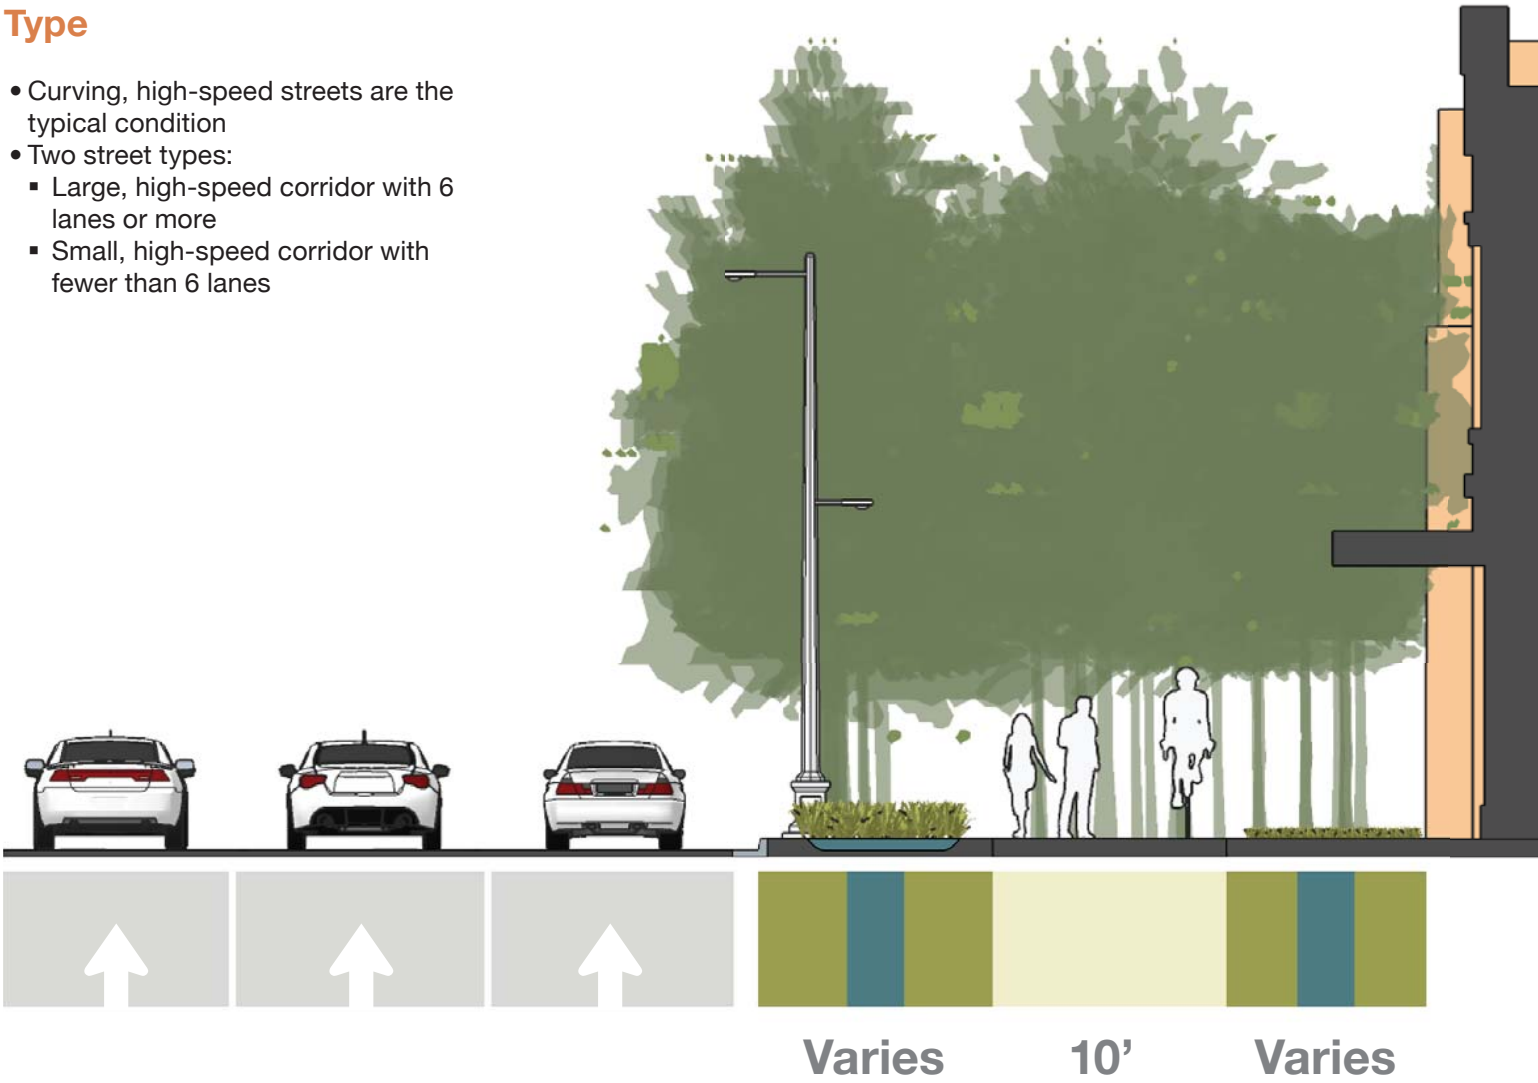 Type
• Curving, high-speed streets are the
typical condition
• Two street types:
▪ Large, high-speed corridor with 6
lanes or more
▪ Small, high-speed corridor with
fewer than 6 lanes
Varies 10’ Varies